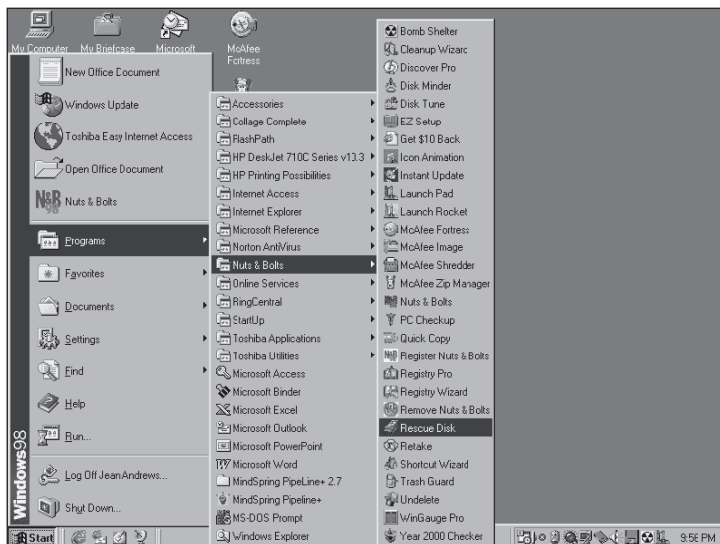 My Computer
My Briefcase
Microsoft
McAfee
Fortress
New Office Document
Windows Update
Toshiba Easy Internet Access
Open Office Document
N&B
98
Nuts & Bolts
Programs
Favorites
Documents
Settings
Find
Help
Run...
Log Off JeanAndrews...
Shut Down...
Windows98
Accessories
Collage Complete
FlashPath
HP DeskJet 710C Series v10.3
HP Printing Possibilities
Internet Access
Internet Explorer
Microsoft Reference
Norton AntiVirus
Nuts & Bolts
Online Services
RingCentral
StartUp
Toshiba Applications
Toshiba Utilities
Microsoft Access
Microsoft Binder
Microsoft Excel
Microsoft Outlook
Microsoft PowerPoint
Microsoft Word
MindSpring PipeLine+ 2.7
MindSpring Pipeline+
MS-DOS Prompt
Windows Explorer
Bomb Shelter
Cleanup Wizard
Discover Pro
Disk Minder
Disk Tune
EZ Setup
Get $10 Back
Icon Animation
Instant Update
Launch Pad
Launch Rocket
McAfee Fortress
McAfee Image
McAfee Shredder
McAfee Zip Manager
Nuts & Bolts
PC Checkup
Quick Copy
Register Nuts & Bolts
Registry Pro
Registry Wizard
Remove Nuts & Bolts
Rescue Disk
Retake
Shortcut Wizard
Trash Guard
Undelete
WinGauge Pro
Year 2000 Checker
Start
9:56 PM